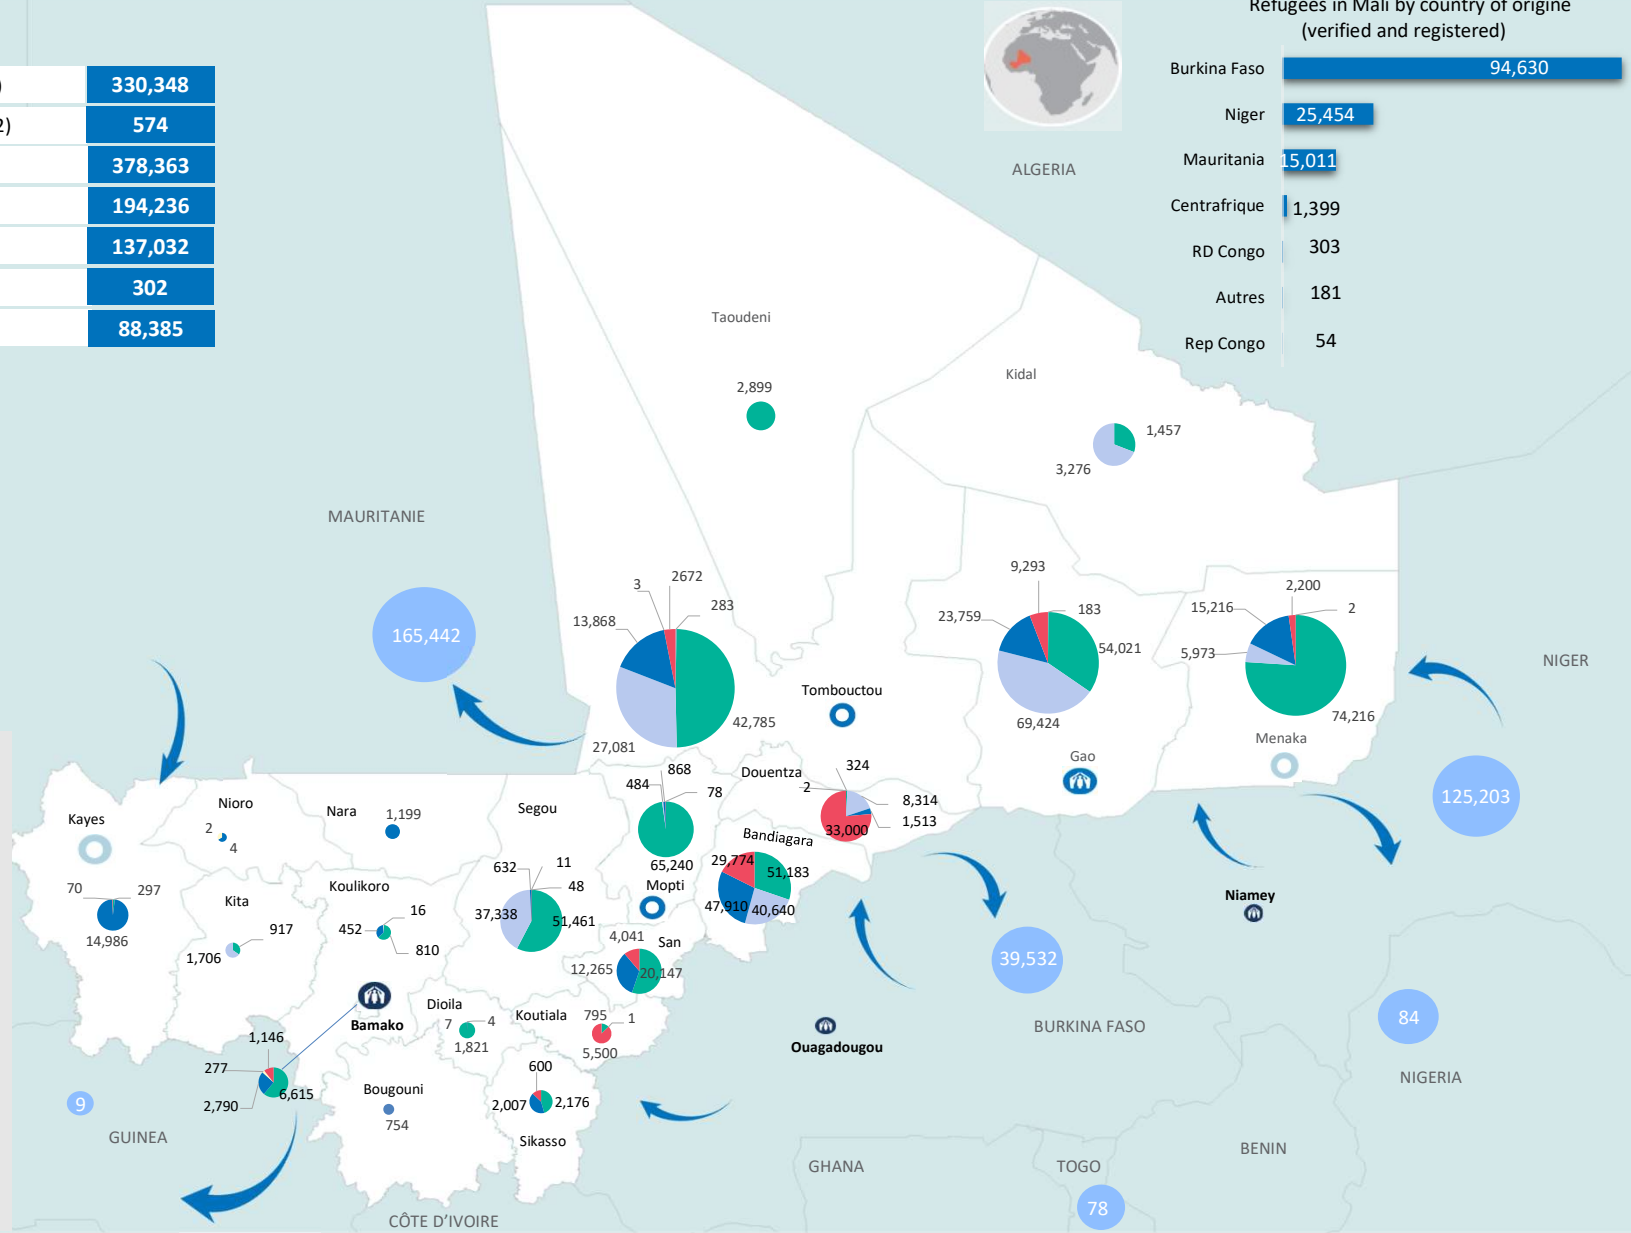 Refugees in Mali by country of origine
(verified and registered)
Burkina Faso 94,630
Niger 25,454
Mauritania 15,011
Centrafrique 1,399
RD Congo 303
Autres 181
Rep Congo 54
) 330,348
2) 574
378,363
194,236
137,032
302
88,385
ALGERIA
Taoudeni
2,899
Kidal
1,457
3,276
MAURITANIE
165,442
3
2672
283
13,868
42,785
27,081
Tombouctou
9,293
183
23,759
54,021
69,424
Gao
2,200
2
15,216
5,973
74,216
Menaka
NIGER
125,203
Kayes
70
297
14,986
Nioro
2
4
Nara
1,199
Segou
632
11
48
37,338
51,461
868
484
78
65,240
Mopti
Douentza
324
2
8,314
1,513
33,000
Bandiagara
29,774
51,183
47,910
40,640
Kita
917
1,706
Koulikoro
16
452
810
San
4,041
12,265
20,147
Bamako
1,146
277
6,615
2,790
Dioila
7
4
1,821
Koutiala
795
1
5,500
Bougouni
754
600
2,007
2,176
Sikasso
Niamey
39,532
BURKINA FASO
Ouagadougou
84
NIGERIA
9
GUINEA
GHANA
TOGO
78
BENIN
CÔTE D'IVOIRE